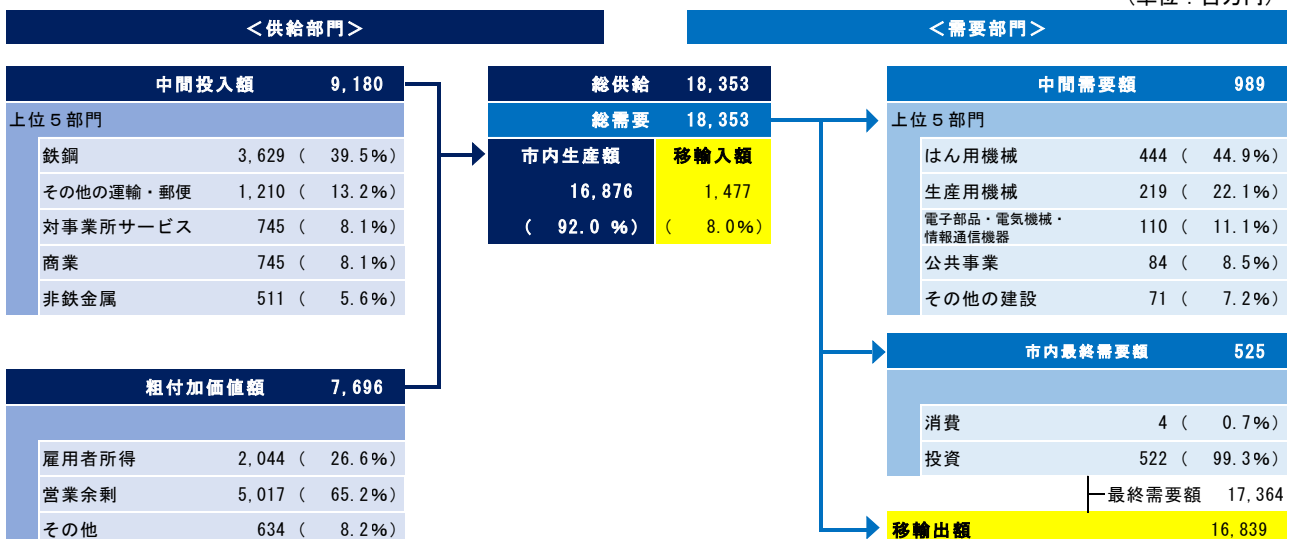 （単位：百万円）
＜供給部門＞
＜需要部門＞
中間投入額 9,180
上位５部門
鉄鋼 3,629 ( 39.5%)
その他の運輸・郵便 1,210 ( 13.2%)
対事業所サービス 745 ( 8.1%)
商業 745 ( 8.1%)
非鉄金属 511 ( 5.6%)
粗付加価値額 7,696
雇用者所得 2,044 ( 26.6%)
営業余剰 5,017 ( 65.2%)
その他 634 ( 8.2%)
総供給 18,353
総需要 18,353
市内生産額 移輸入額
16,876 1,477
( 92.0 %) ( 8.0%)
中間需要額 989
上位５部門
はん用機械 444 ( 44.9%)
生産用機械 219 ( 22.1%)
電子部品・電気機械・
情報通信機器 110 ( 11.1%)
公共事業 84 ( 8.5%)
その他の建設 71 ( 7.2%)
市内最終需要額 525
消費 4 ( 0.7%)
投資 522 ( 99.3%)
最終需要額 17,364
移輸出額 16,839